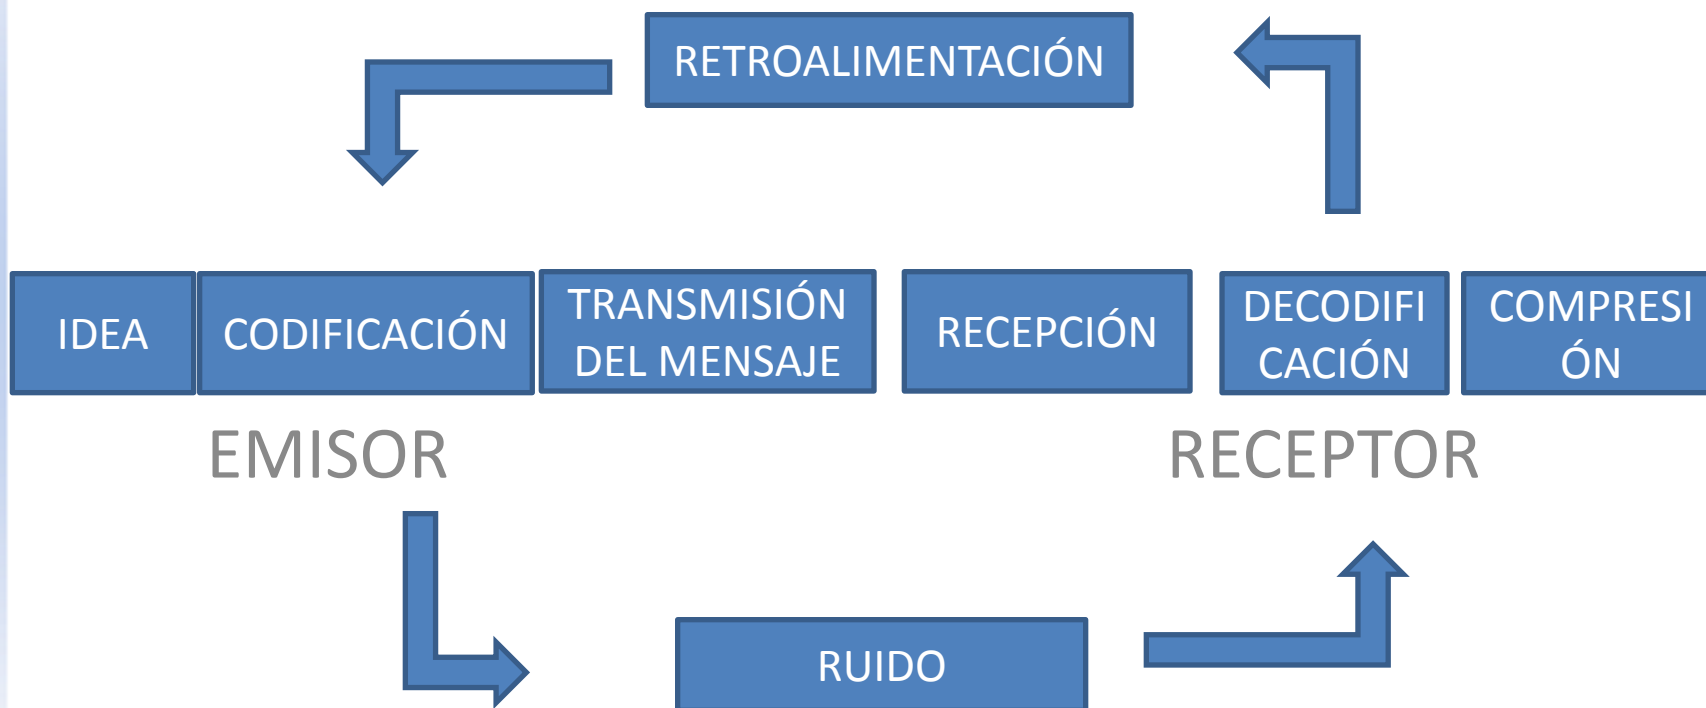 RETROALIMENTACIÓN
IDEA
CODIFICACIÓN
TRANSMISIÓN
DEL MENSAJE
RECEPCIÓN
DECODIFI
CACIÓN
COMPRESI
ÓN
EMISOR
RECEPTOR
RUIDO